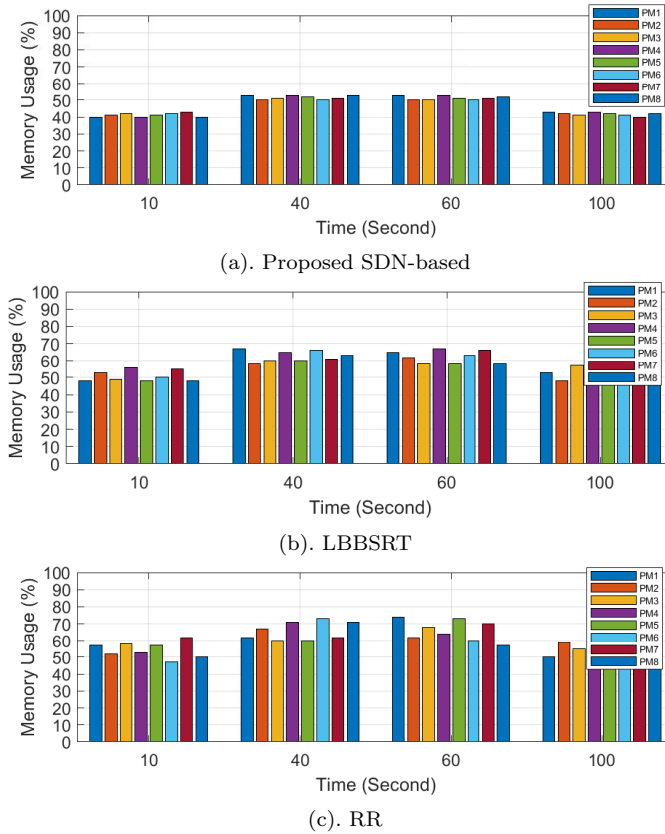 100
90
80
70
60
50
40
30
20
10
0
Memory Usage (%)
PM1
PM2
PM3
PM4
PM5
PM6
PM7
PM8
10 40 60 100
Time (Second)
(a). Proposed SDN-based
100
90
80
70
60
50
40
30
20
10
0
Memory Usage (%)
PM1
PM2
PM3
PM4
PM5
PM6
PM7
PM8
10 40 60 100
Time (Second)
(b). LBBSRT
100
90
80
70
60
50
40
30
20
10
0
Memory Usage (%)
PM1
PM2
PM3
PM4
PM5
PM6
PM7
PM8
10 40 60 100
Time (Second)
(c). RR